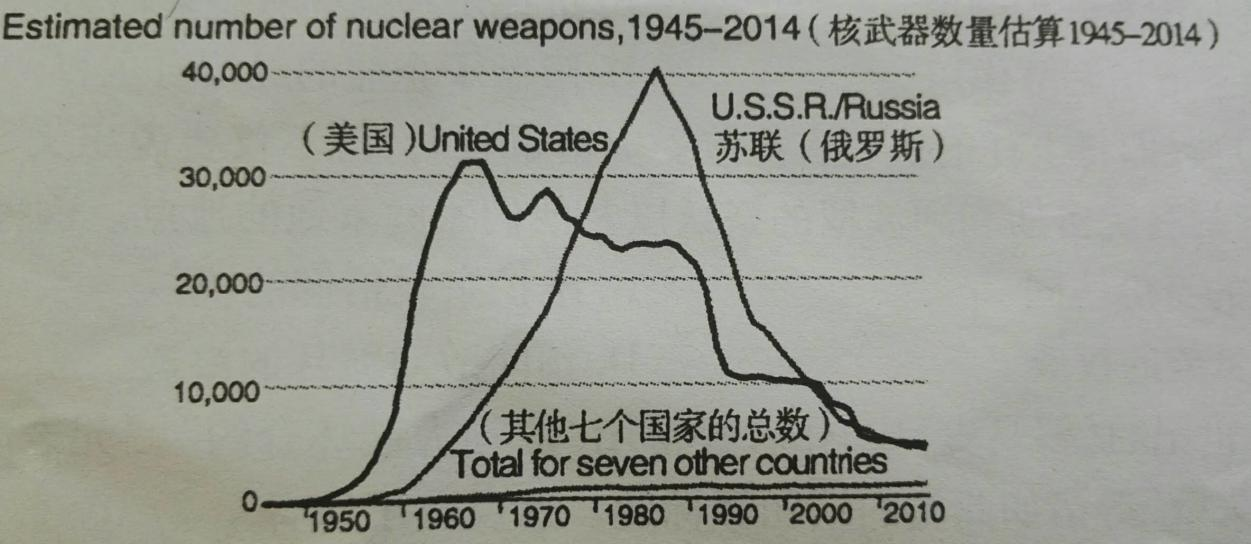 Estimated number of nuclear weapons,1945–2014(核武器数量估算1945–2014)
40,000
U.S.S.R./Russia
(美国)United States
苏联(俄罗斯)
30,000
20,000
10,000
(其他七个国家的总数)
Total for seven other countries
0
1950 1960 1970 1980 1990 2000 2010